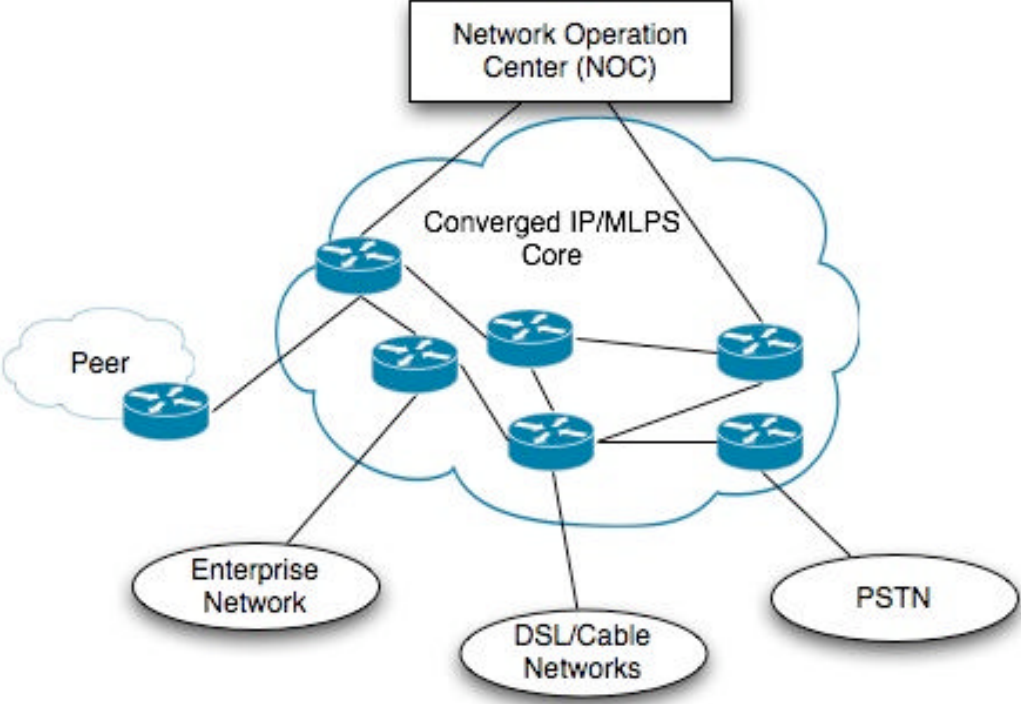 Network Operation
Center (NOC)
Converged IP/MLPS
Core
Peer
Enterprise
Network
DSL/Cable
Networks
PSTN